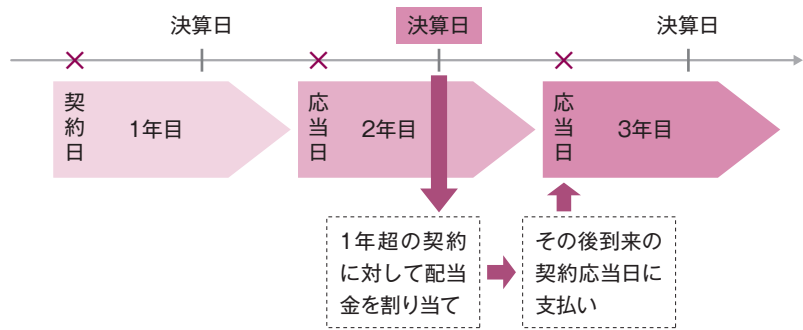 決算日
決算日
決算日
契約日
1年目
応当日
2年目
応当日
3年目
1年超の契約
に対して配当
金を割り当て
その後到来の
契約応当日に
支払い